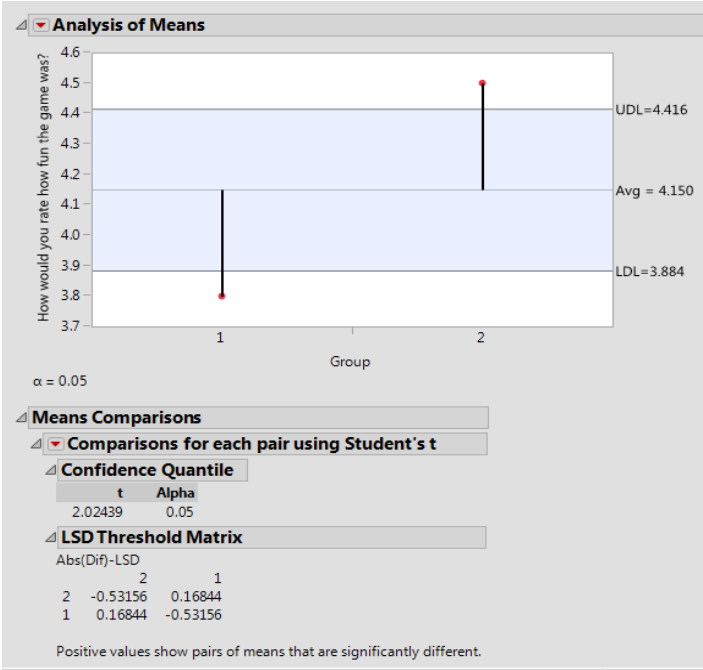 Analysis of Means
How would you rate how fun the game was?
4.6
4.5
4.4
4.3
4.2
4.1
4.0
3.9
3.8
3.7
UDL=4.416
Avg = 4.150
LDL=3.884
1 2
Group
α = 0.05
Means Comparisons
Comparisons for each pair using Student's t
Confidence Quantile
t Alpha
2.02439 0.05
LSD Threshold Matrix
Abs(Dif)-LSD
2 1
2 -0.53156 0.16844
1 0.16844 -0.53156
Positive values show pairs of means that are significantly different.